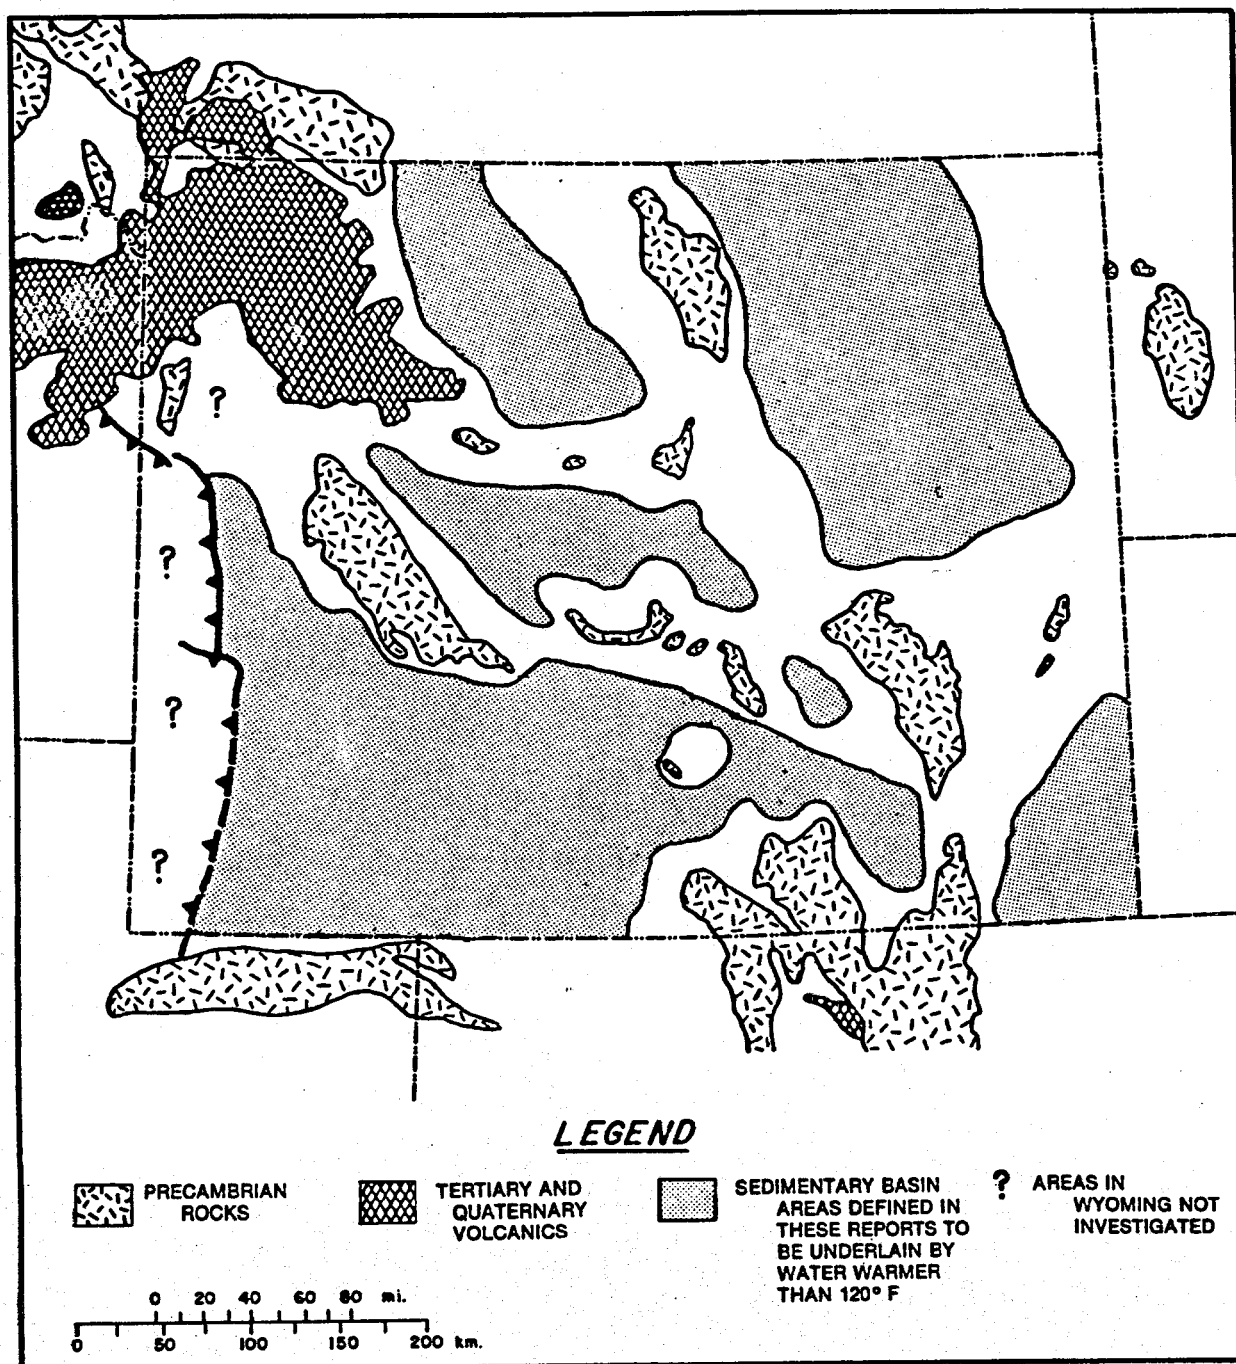 ?
?
?
?
LEGEND
PRECAMBRIAN
ROCKS
TERTIARY AND
QUATERNARY
VOLCANICS
SEDIMENTARY BASIN
AREAS DEFINED IN
THESE REPORTS TO
BE UNDERLAIN BY
WATER WARMER
THAN 120° F
? AREAS IN
WYOMING NOT
INVESTIGATED
0 20 40 60 80 mi.
0 50 100 150 200 km.